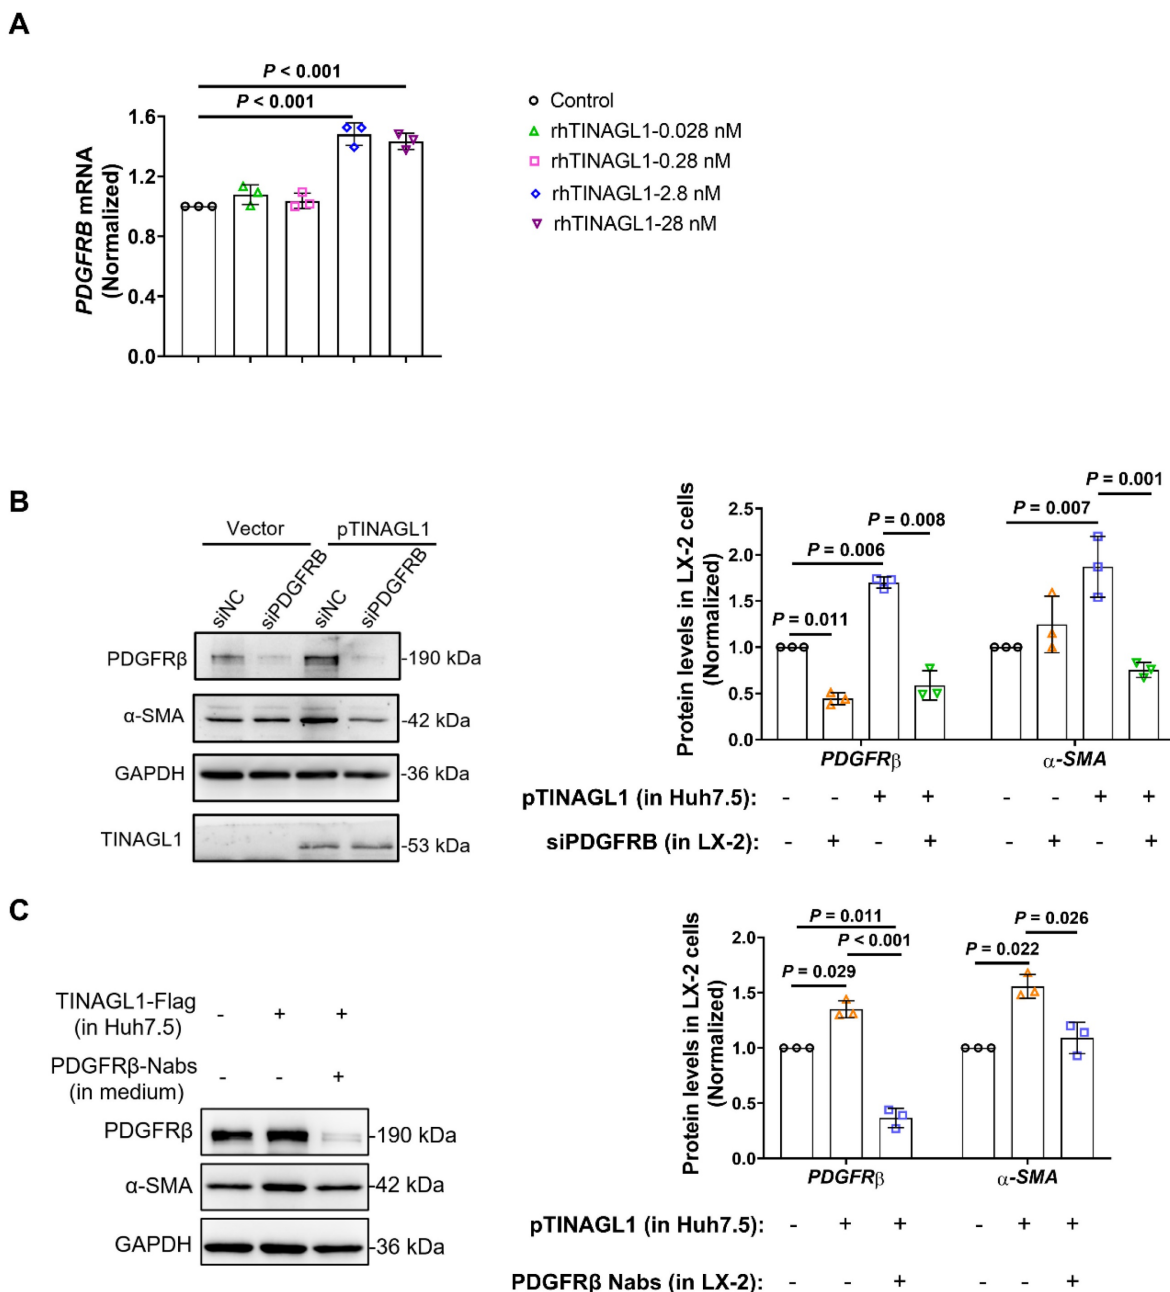 A
P < 0.001
P < 0.001
1.6
1.2
0.8
0.4
0.0
PDGFRB mRNA
(Normalized)
Control
rhTINAGL1-0.028 nM
rhTINAGL1-0.28 nM
rhTINAGL1-2.8 nM
rhTINAGL1-28 nM
B
Vector pTINAGL1
siNC siPDGFRB siNC siPDGFRB
PDGFRβ -190 kDa
α-SMA -42 kDa
GAPDH -36 kDa
TINAGL1 -53 kDa
Protein levels in LX-2 cells
(Normalized)
2.5
2.0
1.5
1.0
0.5
0.0
P = 0.011
P = 0.006
P = 0.008
P = 0.007
P = 0.001
PDGFRβ α-SMA
pTINAGL1 (in Huh7.5): - - + + - - + +
siPDGFRB (in LX-2): - + - + - + - +
C
TINAGL1-Flag
(in Huh7.5) - + +
PDGFRβ-Nabs
(in medium) - - +
PDGFRβ -190 kDa
α-SMA -42 kDa
GAPDH -36 kDa
Protein levels in LX-2 cells
(Normalized)
2.0
1.5
1.0
0.5
0.0
P = 0.011
P < 0.001
P = 0.029
P = 0.026
P = 0.022
PDGFRβ α-SMA
pTINAGL1 (in Huh7.5): - + + - + +
PDGFRβ Nabs (in LX-2): - - + - - +